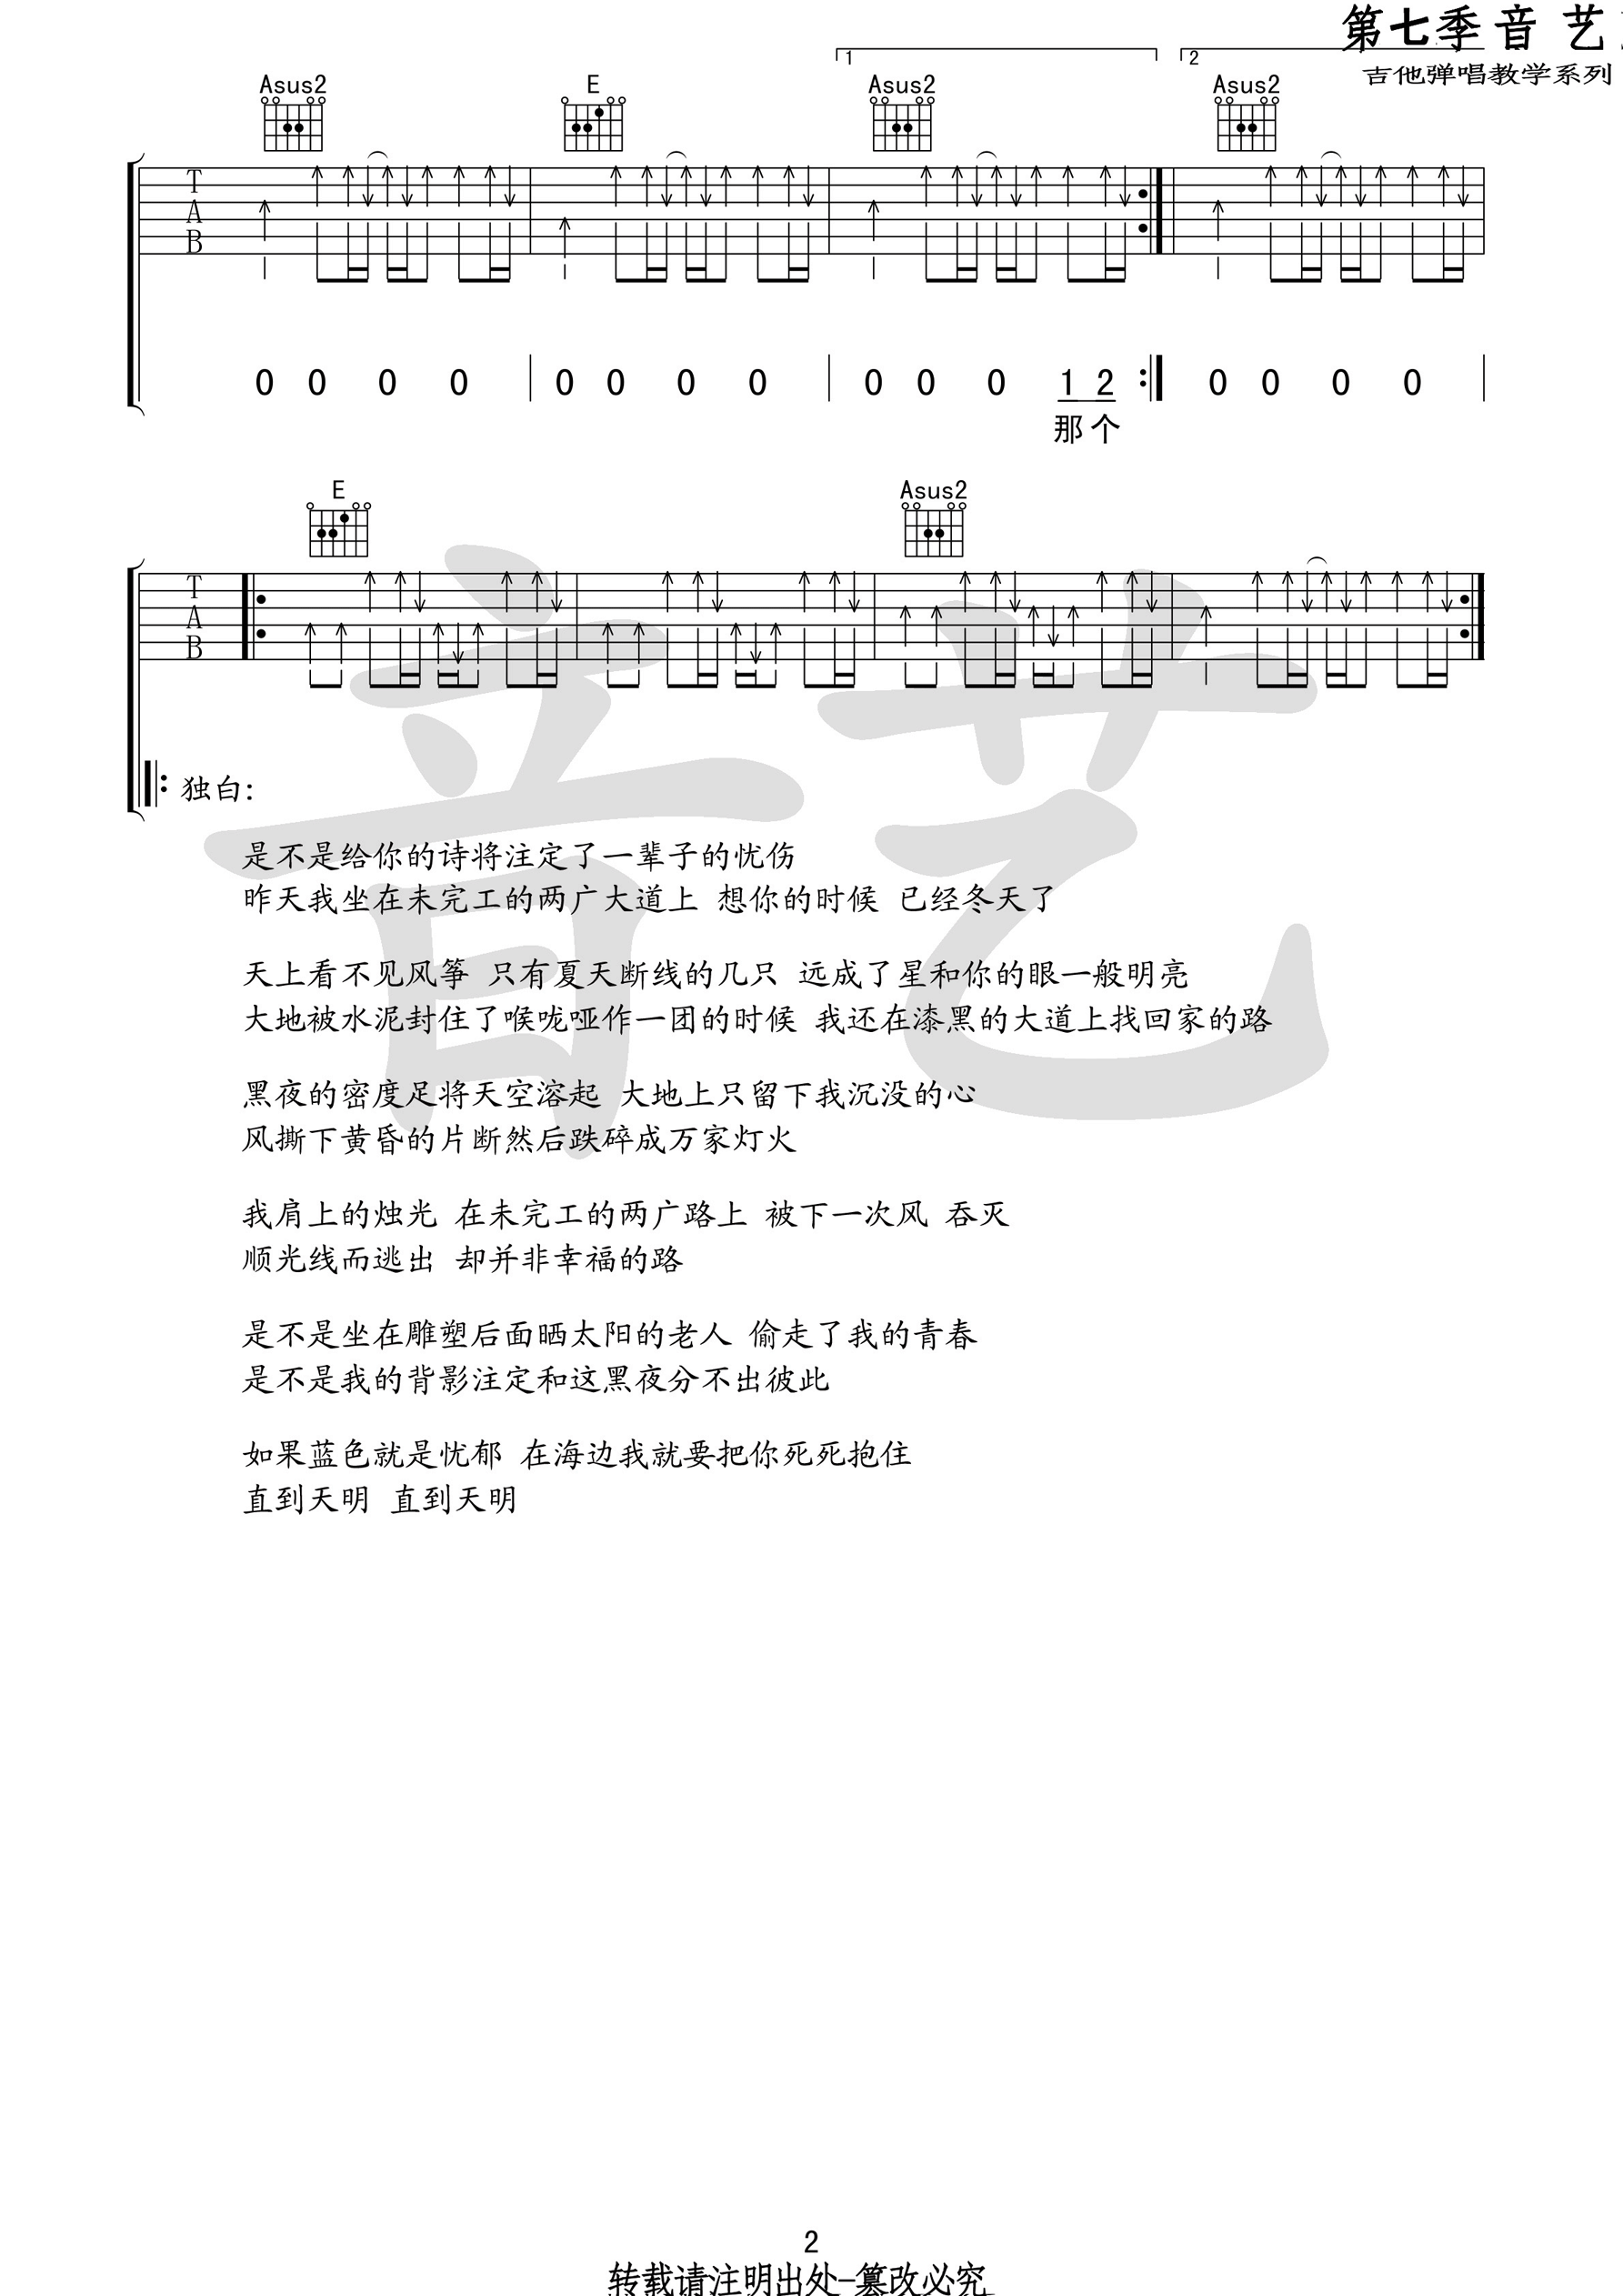 第七季 音 艺
吉他弹唱教学系列
1 2
Asus2 E Asus2 Asus2
T
A
B
0 0 0 0 0 0 0 0 0 0 0 1 2 0 0 0 0
那个
E Asus2
T
A
B
音艺
独白:
是不是给你的诗将注定了一辈子的忧伤
昨天我坐在未完工的两广大道上 想你的时候 已经冬天了
天上看不见风筝 只有夏天断线的几只 远成了星和你的眼一般明亮
大地被水泥封住了喉咙哑作一团的时候 我还在漆黑的大道上找回家的路
黑夜的密度足将天空溶起 大地上只留下我沉没的心
风撕下黄昏的片断然后跌碎成万家灯火
我肩上的烛光 在未完工的两广路上 被下一次风 吞灭
顺光线而逃出 却并非幸福的路
是不是坐在雕塑后面晒太阳的老人 偷走了我的青春
是不是我的背影注定和这黑夜分不出彼此
如果蓝色就是忧郁 在海边我就要把你死死抱住
直到天明 直到天明
2
转载请注明出处-篡改必究